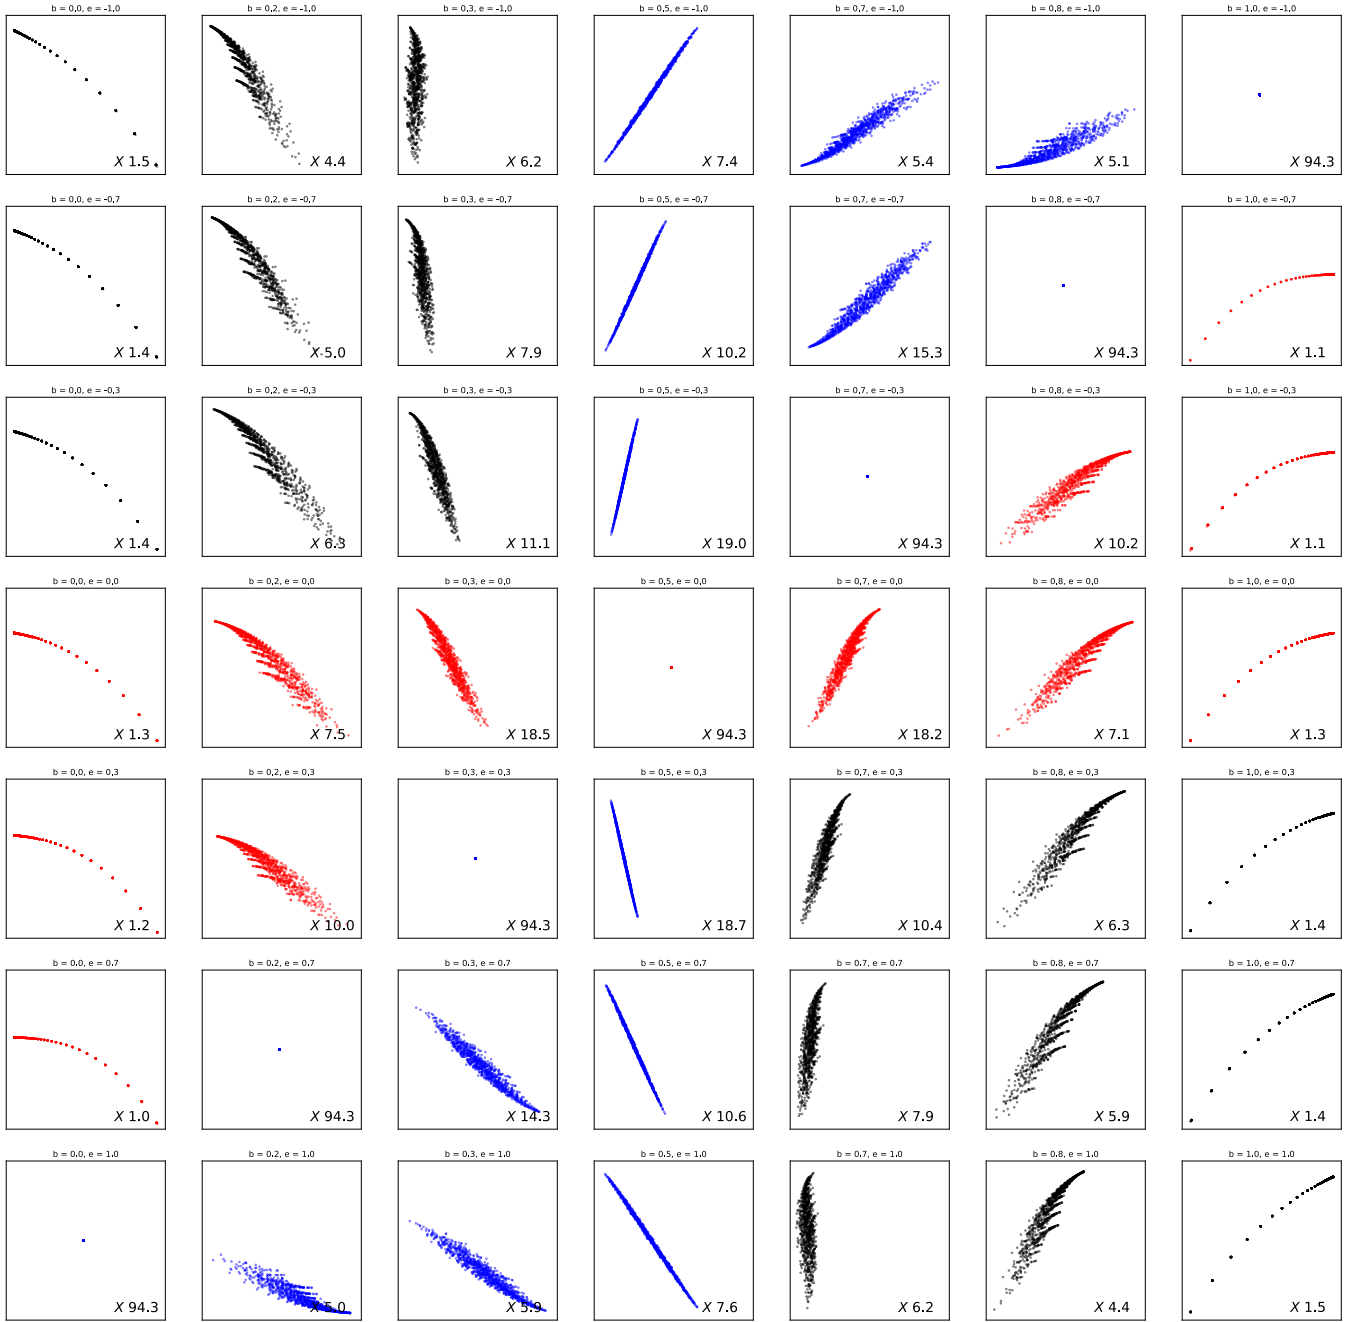 b = 0.0, e = -1.0 b = 0.2, e = -1.0 b = 0.3, e = -1.0 b = 0.5, e = -1.0 b = 0.7, e = -1.0 b = 0.8, e = -1.0 b = 1.0, e = -1.0
X 1.5 X 4.4 X 6.2 X 7.4 X 5.4 X 5.1 X 94.3
b = 0.0, e = -0.7 b = 0.2, e = -0.7 b = 0.3, e = -0.7 b = 0.5, e = -0.7 b = 0.7, e = -0.7 b = 0.8, e = -0.7 b = 1.0, e = -0.7
X 1.4 X 5.0 X 7.9 X 10.2 X 15.3 X 94.3 X 1.1
b = 0.0, e = -0.3 b = 0.2, e = -0.3 b = 0.3, e = -0.3 b = 0.5, e = -0.3 b = 0.7, e = -0.3 b = 0.8, e = -0.3 b = 1.0, e = -0.3
X 1.4 X 6.3 X 11.1 X 19.0 X 94.3 X 10.2 X 1.1
b = 0.0, e = 0.0 b = 0.2, e = 0.0 b = 0.3, e = 0.0 b = 0.5, e = 0.0 b = 0.7, e = 0.0 b = 0.8, e = 0.0 b = 1.0, e = 0.0
X 1.3 X 7.5 X 18.5 X 94.3 X 18.2 X 7.1 X 1.3
b = 0.0, e = 0.3 b = 0.2, e = 0.3 b = 0.3, e = 0.3 b = 0.5, e = 0.3 b = 0.7, e = 0.3 b = 0.8, e = 0.3 b = 1.0, e = 0.3
X 1.2 X 10.0 X 94.3 X 18.7 X 10.4 X 6.3 X 1.4
b = 0.0, e = 0.7 b = 0.2, e = 0.7 b = 0.3, e = 0.7 b = 0.5, e = 0.7 b = 0.7, e = 0.7 b = 0.8, e = 0.7 b = 1.0, e = 0.7
X 1.0 X 94.3 X 14.3 X 10.6 X 7.9 X 5.9 X 1.4
b = 0.0, e = 1.0 b = 0.2, e = 1.0 b = 0.3, e = 1.0 b = 0.5, e = 1.0 b = 0.7, e = 1.0 b = 0.8, e = 1.0 b = 1.0, e = 1.0
X 94.3 X 5.0 X 5.9 X 7.6 X 6.2 X 4.4 X 1.5